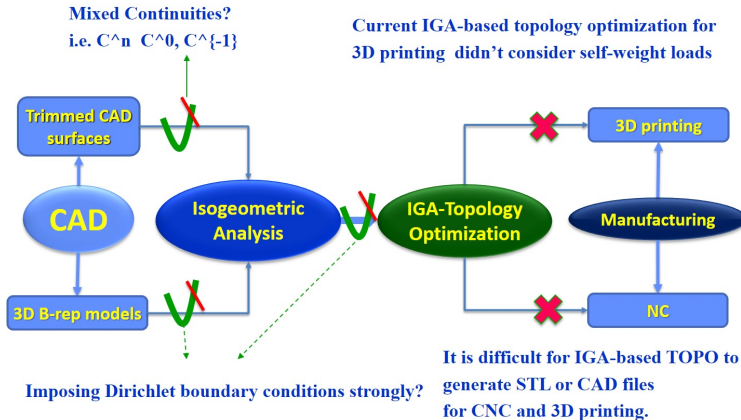 Mixed Continuities?
i.e. C^n  C^0, C^{-1}
Current IGA-based topology optimization for
3D printing  didn't consider self-weight loads
Trimmed CAD
surfaces
3D printing
CAD
Isogeometric
Analysis
IGA-Topology
Optimization
Manufacturing
3D B-rep models
NC
Imposing Dirichlet boundary conditions strongly?
It is difficult for IGA-based TOPO to
generate STL or CAD files
for CNC and 3D printing.